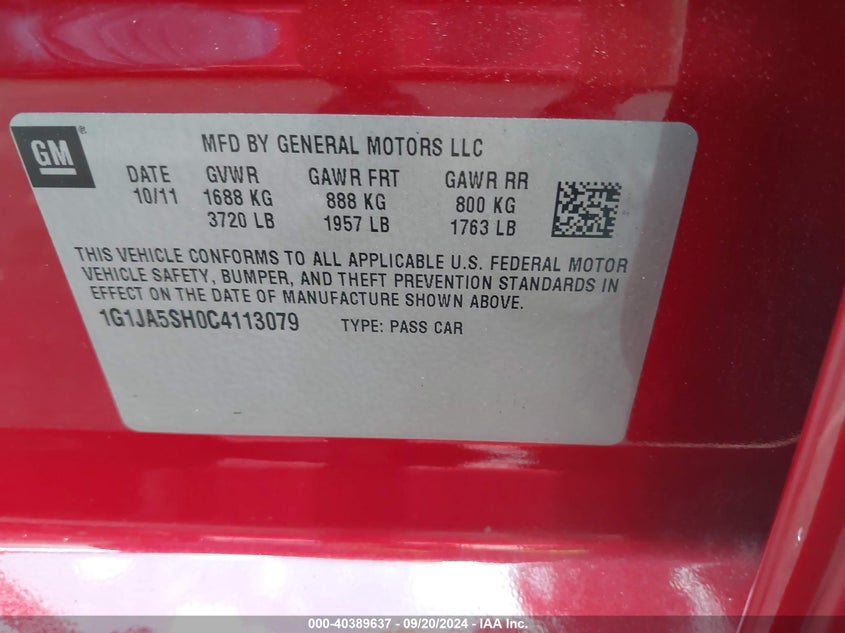 GM®
MFD BY GENERAL MOTORS LLC
DATE GVWR GAWR FRT GAWR RR
10/11 1688 KG 888 KG 800 KG
3720 LB 1957 LB 1763 LB
THIS VEHICLE CONFORMS TO ALL APPLICABLE U.S. FEDERAL MOTOR
VEHICLE SAFETY, BUMPER, AND THEFT PREVENTION STANDARDS IN
EFFECT ON THE DATE OF MANUFACTURE SHOWN ABOVE.
1G1JA5SH0C4113079 TYPE: PASS CAR
000-40389637 - 09/20/2024 - IAA Inc.